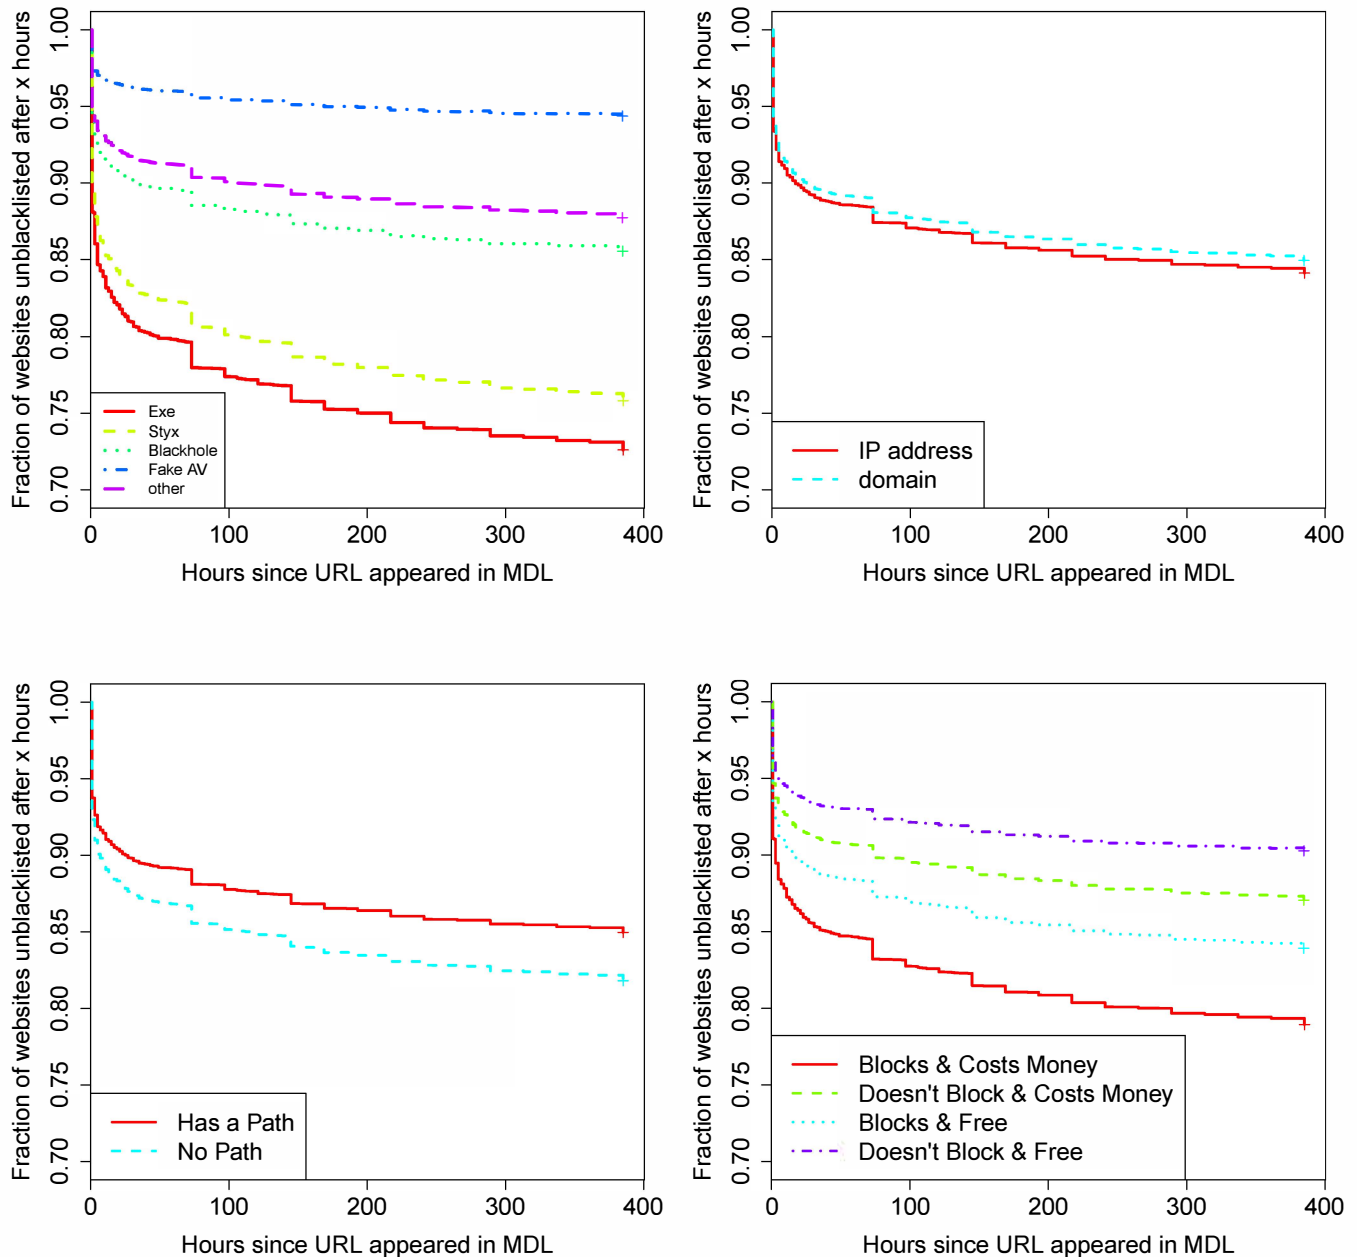 Fraction of websites unblacklisted after x hours
1.00
0.95
0.90
0.85
0.80
0.75
0.70
Exe
Styx
Blackhole
Fake AV
other
0 100 200 300 400
Hours since URL appeared in MDL
Fraction of websites unblacklisted after x hours
1.00
0.95
0.90
0.85
0.80
0.75
0.70
IP address
domain
0 100 200 300 400
Hours since URL appeared in MDL
Fraction of websites unblacklisted after x hours
1.00
0.95
0.90
0.85
0.80
0.75
0.70
Has a Path
No Path
0 100 200 300 400
Hours since URL appeared in MDL
Fraction of websites unblacklisted after x hours
1.00
0.95
0.90
0.85
0.80
0.75
0.70
Blocks & Costs Money
Doesn't Block & Costs Money
Blocks & Free
Doesn't Block & Free
0 100 200 300 400
Hours since URL appeared in MDL